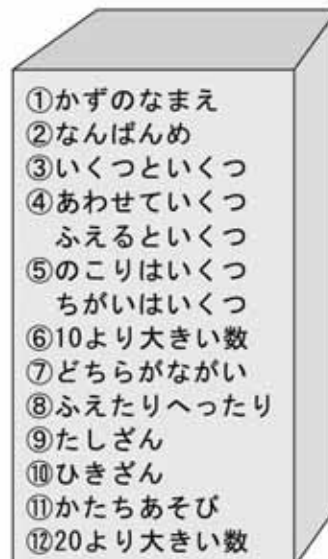 ①かずのなまえ
②なんばんめ
③いくつといくつ
④あわせていくつ
ふえるといくつ
⑤のこりはいくつ
ちがいはいくつ
⑥10より大きい数
⑦どちらがながい
⑧ふえたりへったり
⑨たしざん
⑩ひきざん
⑪かたちあそび
⑫20より大きい数